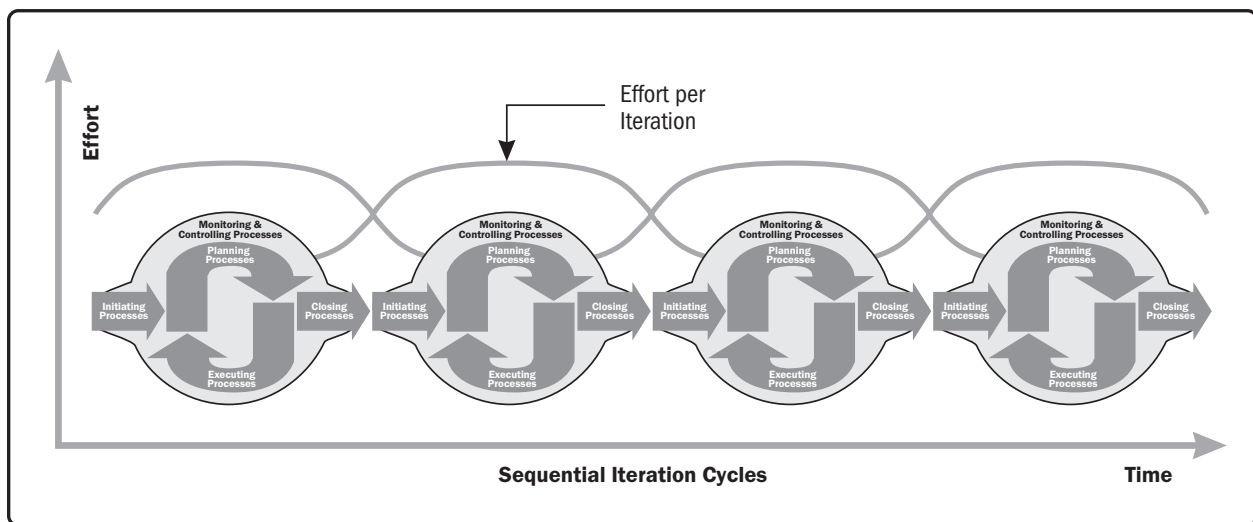 Effort
Effort per
Iteration
Monitoring &
Controlling Processes
Planning
Processes
Initiating
Processes
Closing
Processes
Executing
Processes
Monitoring &
Controlling Processes
Planning
Processes
Initiating
Processes
Closing
Processes
Executing
Processes
Monitoring &
Controlling Processes
Planning
Processes
Initiating
Processes
Closing
Processes
Executing
Processes
Monitoring &
Controlling Processes
Planning
Processes
Initiating
Processes
Closing
Processes
Executing
Processes
Sequential Iteration Cycles
Time